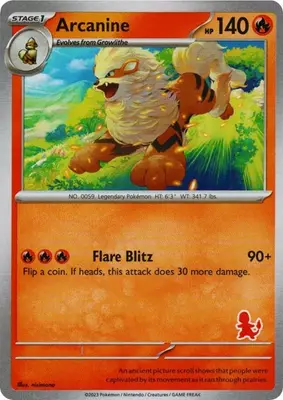 STAGE 1
Arcanine
HP 140
Evolves from Growlithe
NO. 0059 Legendary Pokémon HT: 6'3" WT: 341.7 lbs.
Flare Blitz 90+
Flip a coin. If heads, this attack does 30 more damage.
An ancient picture scroll shows that people were
captivated by its movement as it ran through prairies.
©2023 Pokémon / Nintendo / Creatures / GAME FREAK